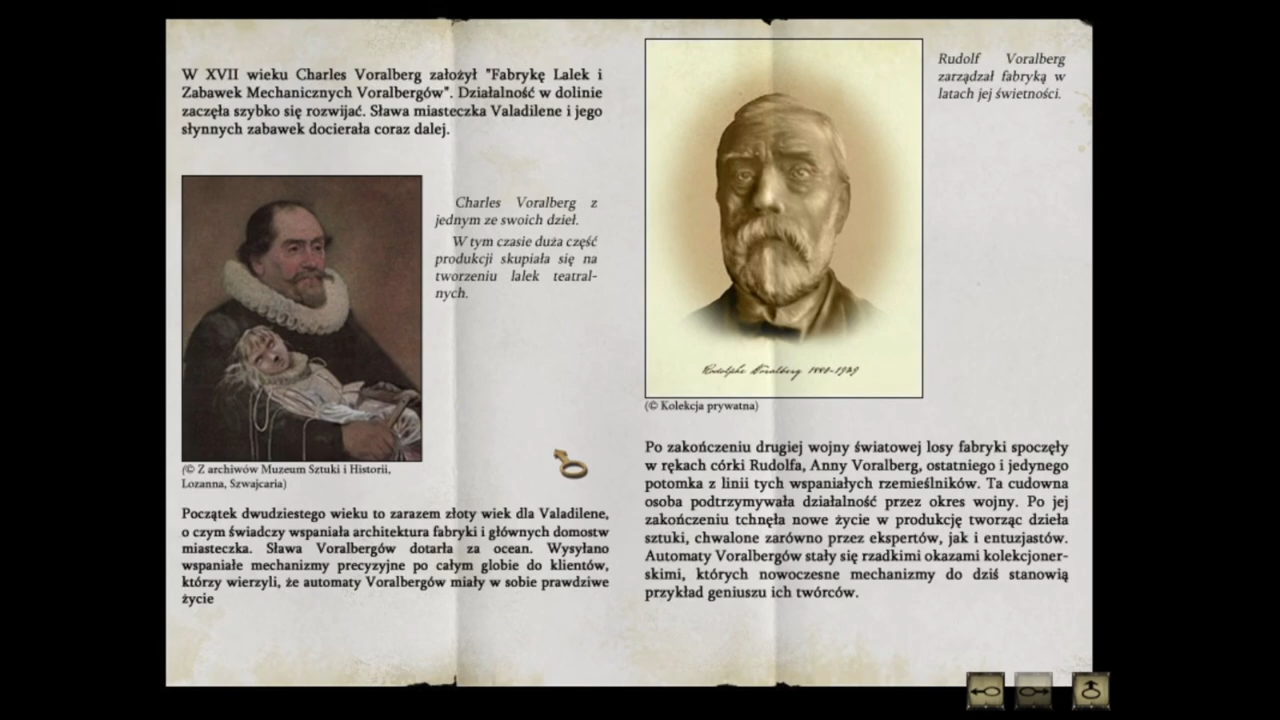 W XVII wieku Charles Voralberg założył "Fabrykę Lalek i
Zabawek Mechanicznych Voralbergów". Działalność w dolinie
zaczęła szybko się rozwijać. Sława miasteczka Valadilene i jego
słynnych zabawek docierała coraz dalej.
Charles Voralberg z
jednym ze swoich dzieł.
W tym czasie duża część
produkcji skupiała się na
tworzeniu lalek teatral-
nych.
(© Z archiwów Muzeum Sztuki i Historii,
Lozanna, Szwajcaria)
Początek dwudziestego wieku to zarazem złoty wiek dla Valadilene,
o czym świadczy wspaniała architektura fabryki i głównych domostw
miasteczka. Sława Voralbergów dotarła za ocean. Wysyłano
wspaniałe mechanizmy precyzyjne po całym globie do klientów,
którzy wierzyli, że automaty Voralbergów miały w sobie prawdziwe
życie
Rudolf Voralberg
zarządzał fabryką w
latach jej świetności.
Rodolphe Voralberg
(© Kolekcja prywatna)
Po zakończeniu drugiej wojny światowej losy fabryki spoczęły
w rękach córki Rudolfa, Anny Voralberg, ostatniego i jedynego
potomka z linii tych wspaniałych rzemieślników. Ta cudowna
osoba podtrzymywała działalność przez okres wojny. Po jej
zakończeniu tchnęła nowe życie w produkcję tworząc dzieła
sztuki, chwalone zarówno przez ekspertów, jak i entuzjastów.
Automaty Voralbergów stały się rzadkimi okazami kolekcjoner-
skimi, których nowoczesne mechanizmy do dziś stanowią
przykład geniuszu ich twórców.